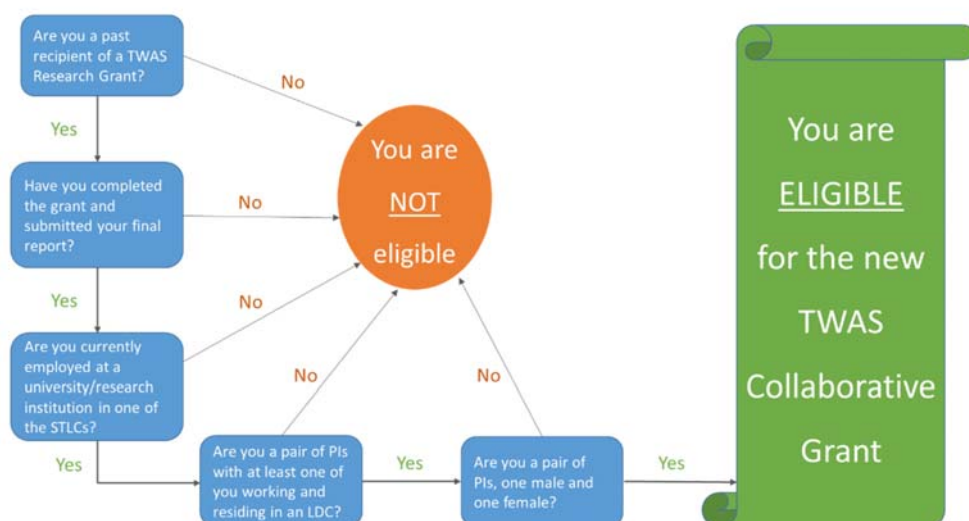 Are you a past
recipient of a TWAS
Research Grant?
No
Yes
Have you completed
the grant and
submitted your final
report?
No
Yes
Are you currently
employed at a
university/research
institution in one of
the STLCs?
No
Yes
Are you a pair of PIs
with at least one of
you working and
residing in an LDC?
No
Yes
Are you a pair of
PIs, one male and
one female?
No
Yes
You are
NOT
eligible
You are
ELIGIBLE
for the new
TWAS
Collaborative
Grant